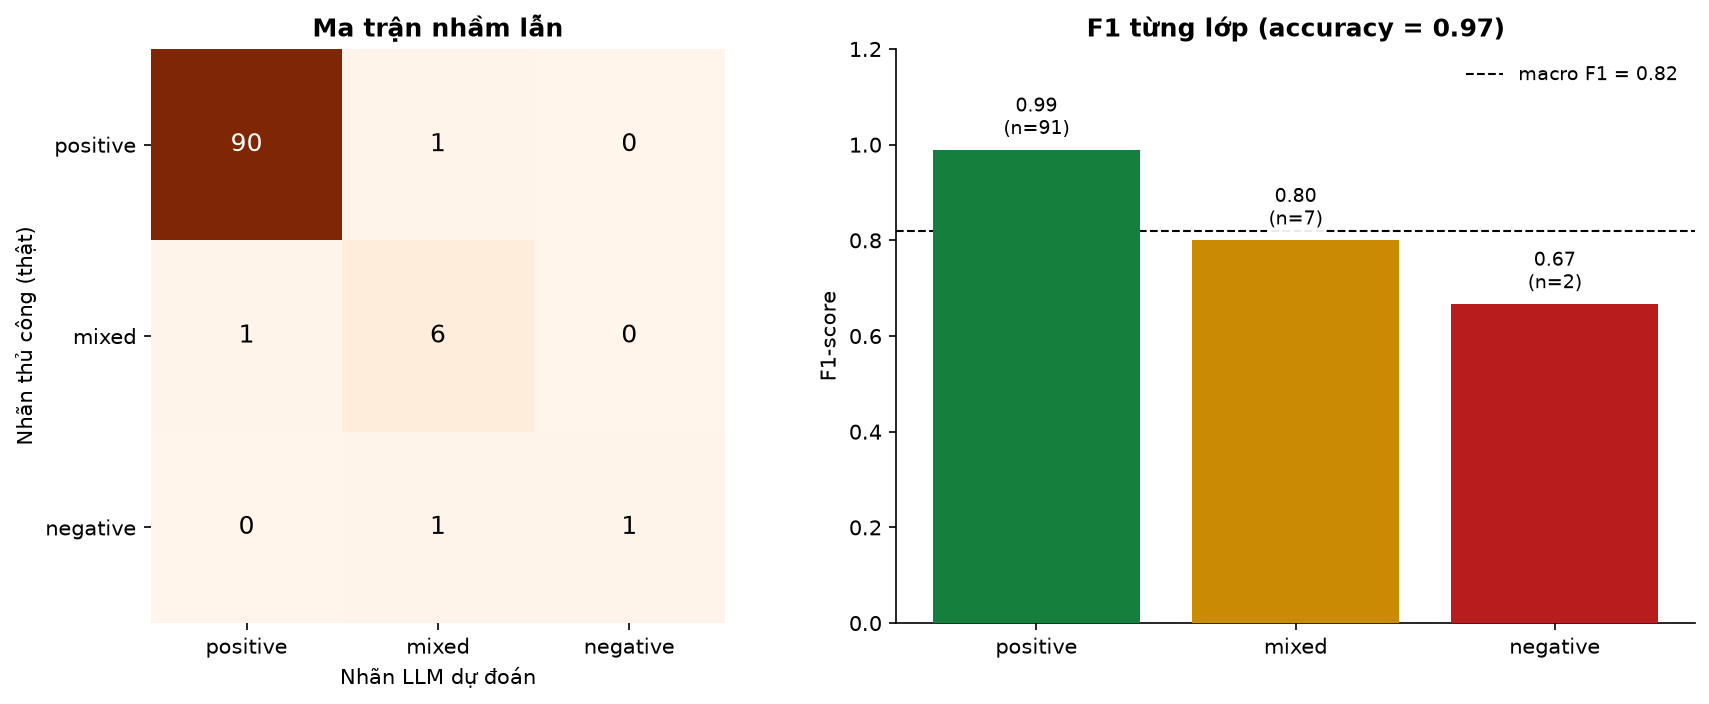 Ma trận nhầm lẫn
Nhãn thủ công (thật)
positive
90
1
0
mixed
1
6
0
negative
0
1
1
positive
mixed
negative
Nhãn LLM dự đoán
F1 từng lớp (accuracy = 0.97)
macro F1 = 0.82
F1-score
1.2
1.0
0.8
0.6
0.4
0.2
0.0
0.99
(n=91)
0.80
(n=7)
0.67
(n=2)
positive
mixed
negative